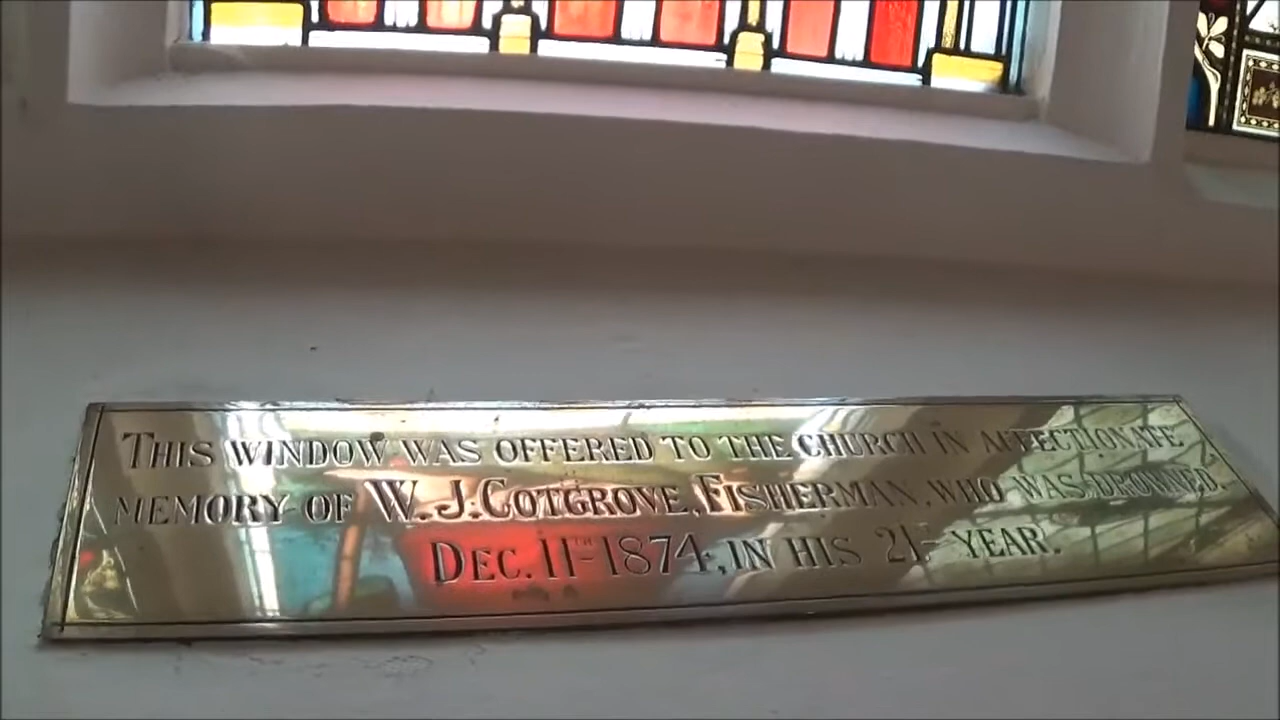 THIS WINDOW WAS OFFERED TO THE CHURCH IN AFFECTIONATE
MEMORY OF W. J. COTGROVE, FISHERMAN, WHO WAS DROWNED.
DEC. 11TH 1874, IN HIS 21ST YEAR.